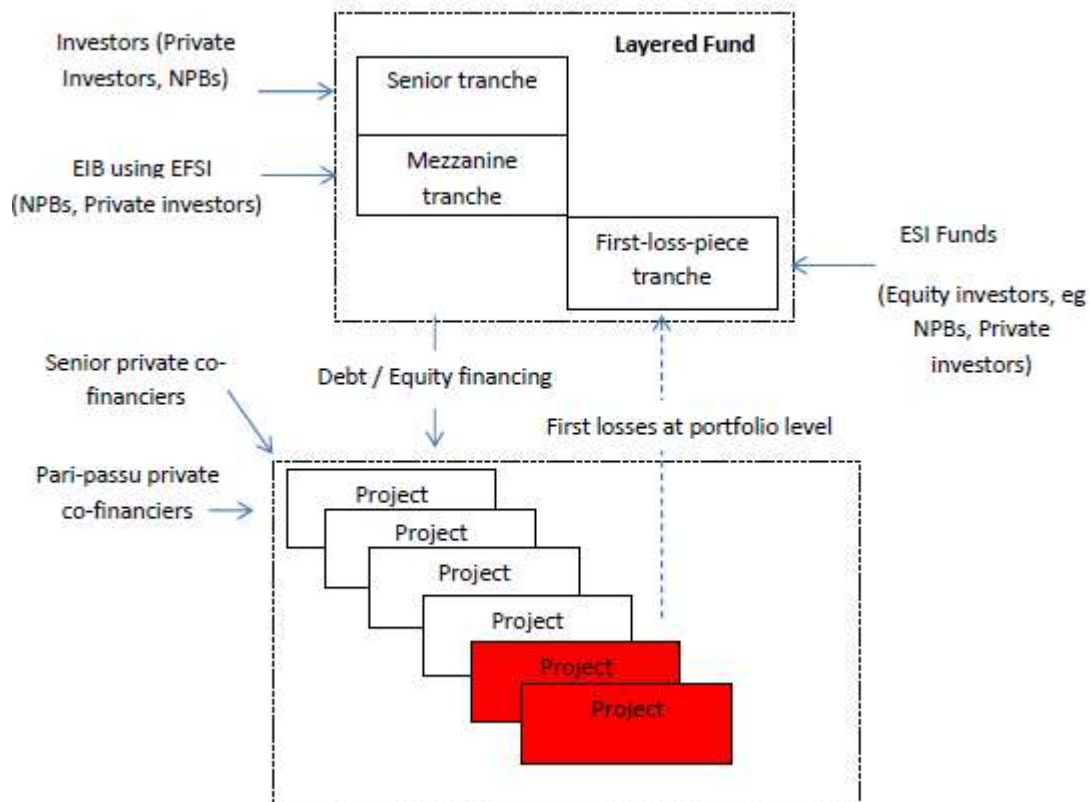 Investors (Private
Investors, NPBs)
Layered Fund
Senior tranche
EIB using EFSI
(NPBs, Private investors)
Mezzanine
tranche
First-loss-piece
tranche
ESI Funds
(Equity investors, eg
NPBs, Private
investors)
Senior private co-
financiers
Debt / Equity financing
First losses at portfolio level
Pari-passu private
co-financiers
Project
Project
Project
Project
Project
Project